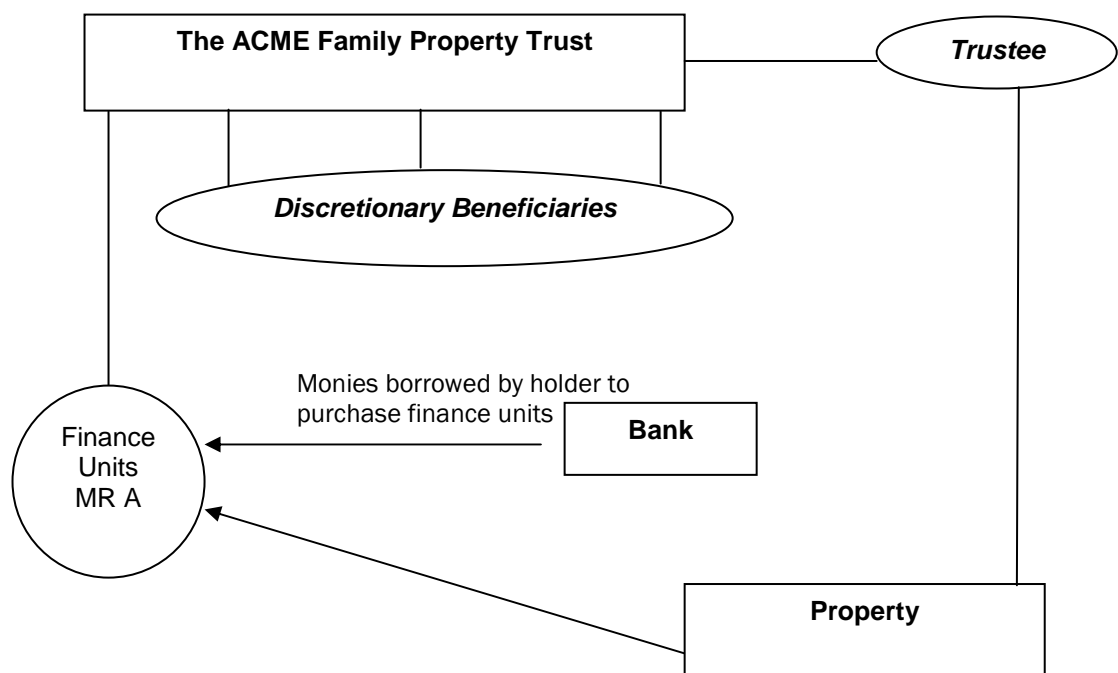 The ACME Family Property Trust
Trustee
Discretionary Beneficiaries
Monies borrowed by holder to
purchase finance units
Bank
Finance
Units
MR A
Property